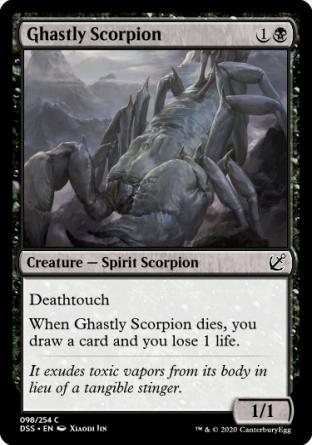 Ghastly Scorpion 1
Creature — Spirit Scorpion
Deathtouch
When Ghastly Scorpion dies, you
draw a card and you lose 1 life.
It exudes toxic vapors from its body in
lieu of a tangible stinger.
1/1
098/254 C
DSS • EN Xiaodi Jin
™ & © 2020 CanterburyEgg